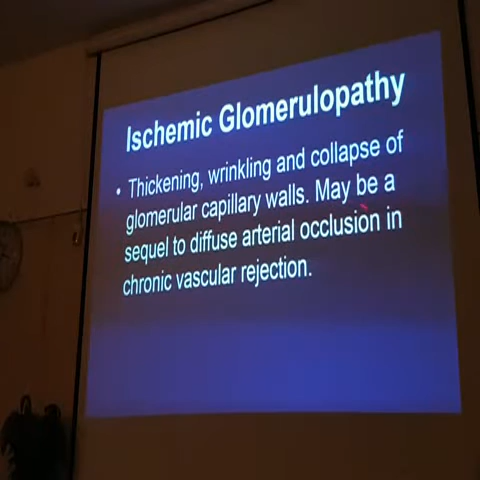 Ischemic Glomerulopathy
• Thickening, wrinkling and collapse of
glomerular capillary walls. May be a
sequel to diffuse arterial occlusion in
chronic vascular rejection.